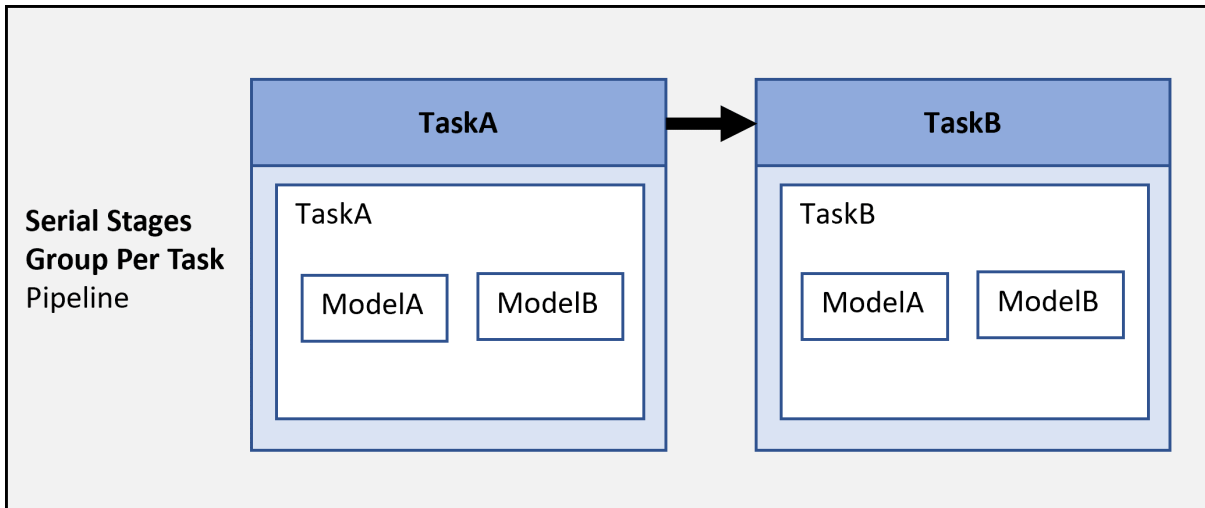 Serial Stages
Group Per Task
Pipeline
TaskA
TaskA
ModelA
ModelB
TaskB
TaskB
ModelA
ModelB